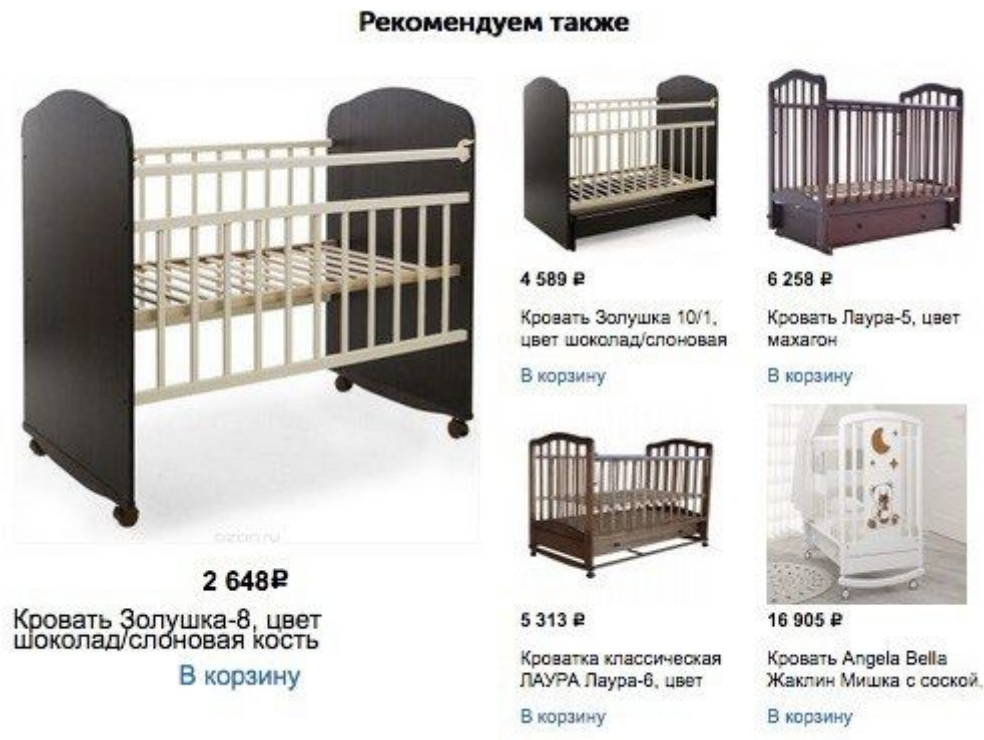 Рекомендуем также
ozon.ru
2 648₽
Кровать Золушка-8, цвет
шоколад/слоновая кость
В корзину
4 589 ₽
Кровать Золушка 10/1,
цвет шоколад/слоновая
В корзину
6 258 ₽
Кровать Лаура-5, цвет
махагон
В корзину
5 313 ₽
Кроватка классическая
ЛАУРА Лаура-6, цвет
В корзину
16 905 ₽
Кровать Angela Bella
Жаклин Мишка с соской,
В корзину